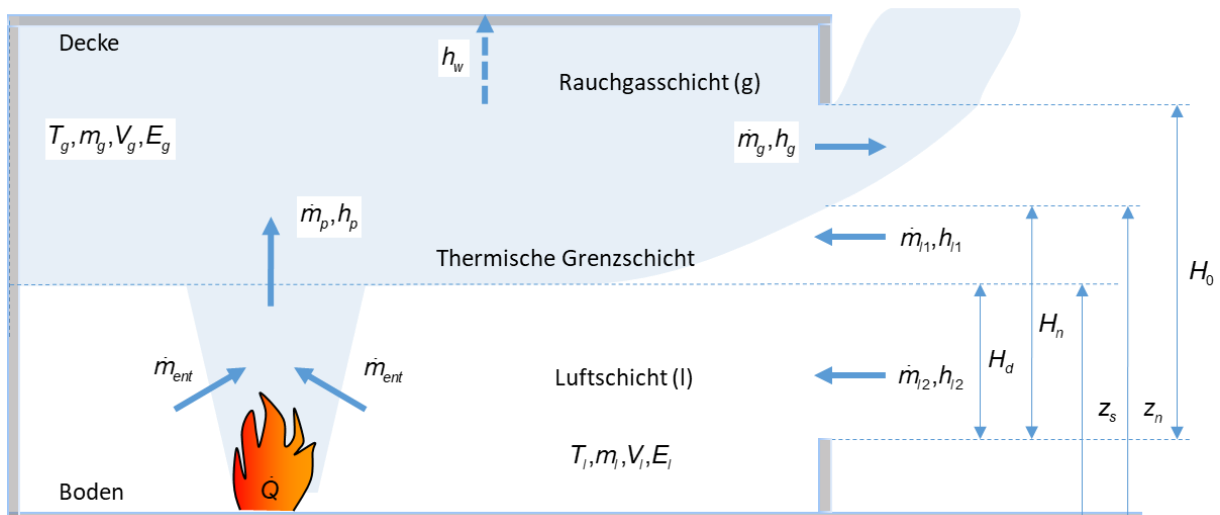 Decke
h_w
Rauchgasschicht (g)
T_g,m_g,V_g,E_g
ṁ_g,h_g
ṁ_p,h_p
Thermische Grenzschicht
ṁ_l1,h_l1
H_0
H_n
z_s
z_n
H_d
ṁ_ent
ṁ_ent
Luftschicht (l)
ṁ_l2,h_l2
T_l,m_l,V_l,E_l
Boden
Q̇